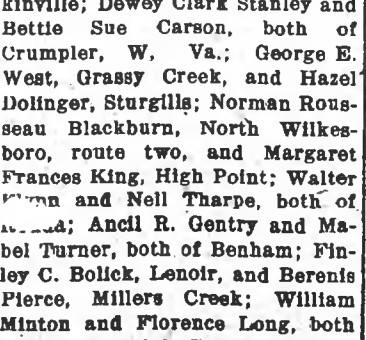 kinville; Dewey Clark Stanley and
Bettie Sue Carson, both of
Crumpler, W, Va.; George E.
West, Grassy Creek, and Hazel
Dolinger, Sturgills; Norman Rous-
seau Blackburn, North Wilkes-
boro, route two, and Margaret
Frances King, High Point; Walter
and Nell Tharpe, both of
Ancil R. Gentry and Ma-
bel Turner, both of Benham; Fin-
ley C. Bolick, Lenoir, and Berenis
Pierce, Millers Creek; William
Minton and Florence Long, both